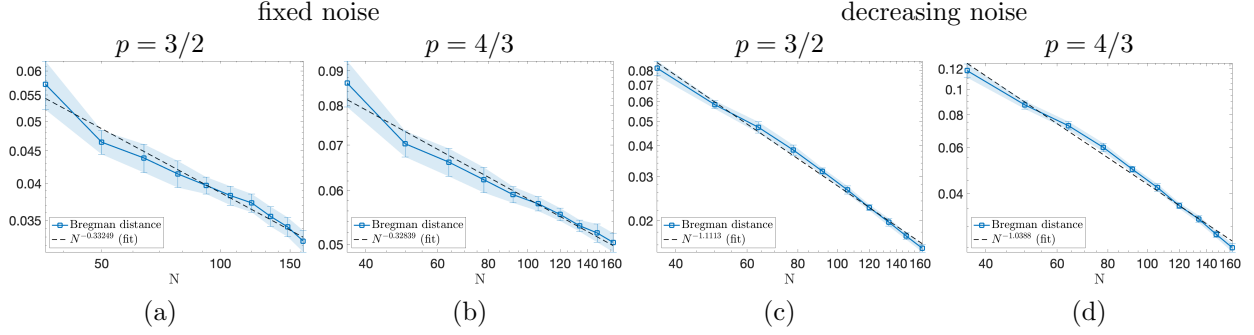 fixed noise
decreasing noise
p = 3/2
p = 4/3
p = 3/2
p = 4/3
0.06
0.055
0.05
0.045
0.04
0.035
50
100
150
N
Bregman distance
N^-0.33249 (fit)
(a)
0.09
0.08
0.07
0.06
0.05
40
60
80
100
120
140
160
N
Bregman distance
N^-0.32839 (fit)
(b)
0.08
0.07
0.06
0.05
0.04
0.03
0.02
40
60
80
100
120
140
160
N
Bregman distance
N^-1.1113 (fit)
(c)
0.12
0.1
0.08
0.06
0.04
40
60
80
100
120
140
160
N
Bregman distance
N^-1.0388 (fit)
(d)